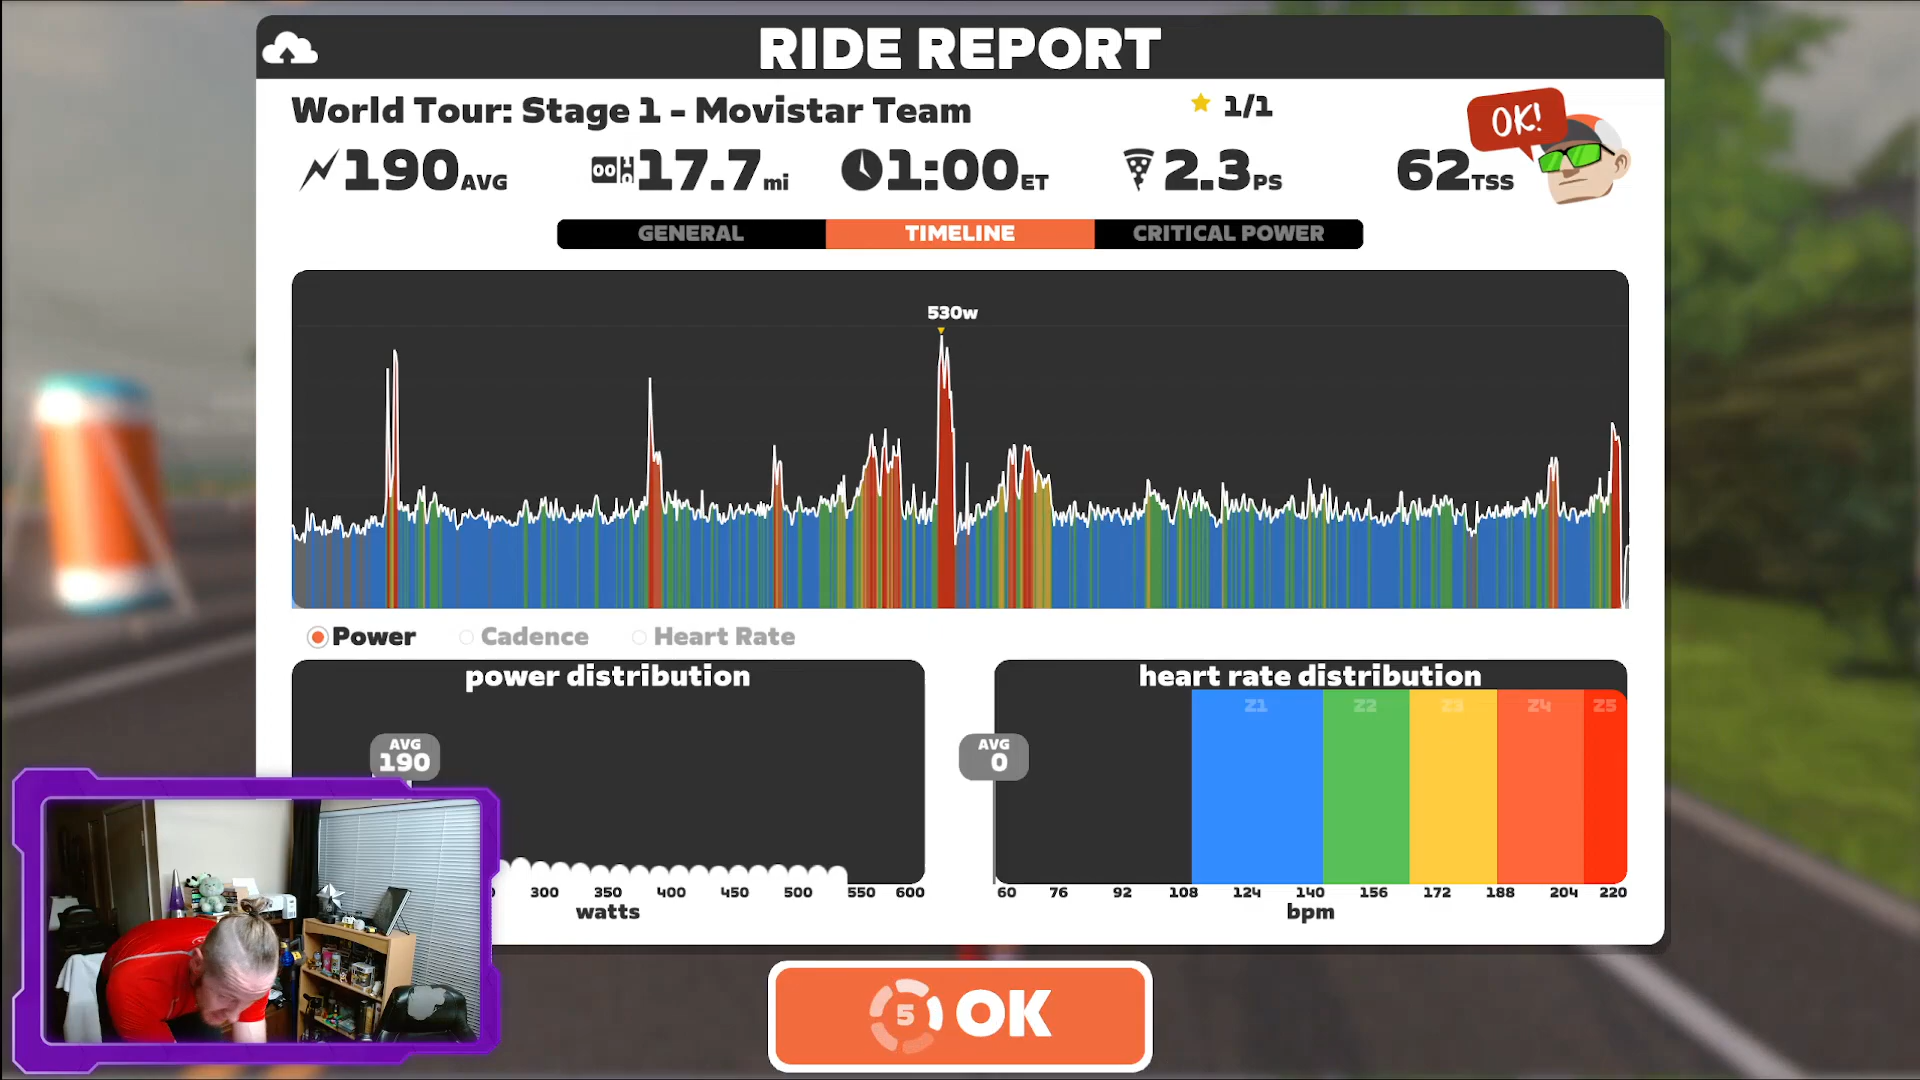 RIDE REPORT
World Tour: Stage 1 - Movistar Team
1/1
OK!
190AVG
17.7mi
1:00ET
2.3PS
62TSS
GENERAL
TIMELINE
CRITICAL POWER
530w
Power
Cadence
Heart Rate
power distribution
AVG
190
300 350 400 450 500 550 600
watts
heart rate distribution
Z1 Z2 Z3 Z4 Z5
AVG
0
60 76 92 108 124 140 156 172 188 204 220
bpm
5 OK